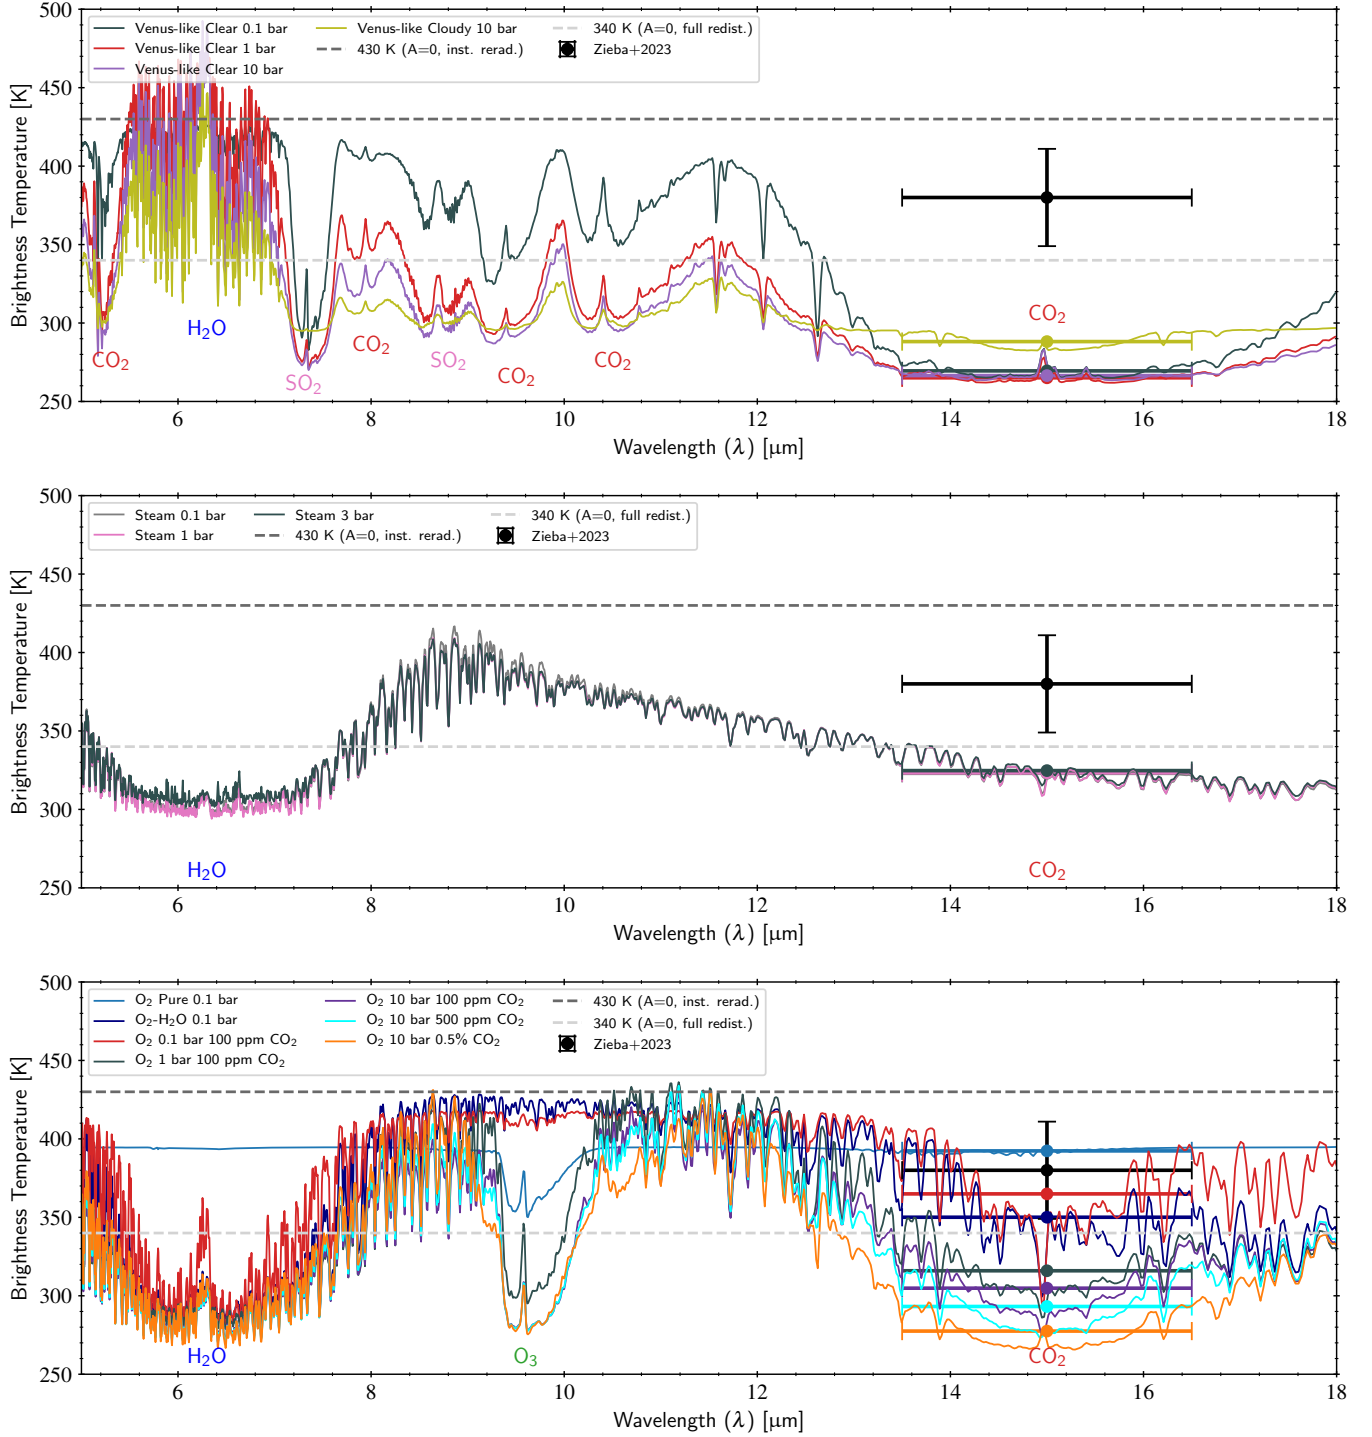 500
450
400
350
300
250
Brightness Temperature [K]
Venus-like Clear 0.1 bar
Venus-like Clear 1 bar
Venus-like Clear 10 bar
Venus-like Cloudy 10 bar
430 K (A=0, inst. rerad.)
340 K (A=0, full redist.)
Zieba+2023
CO₂
H₂O
SO₂
CO₂
SO₂
CO₂
CO₂
CO₂
6 8 10 12 14 16 18
Wavelength (λ) [μm]
500
450
400
350
300
250
Brightness Temperature [K]
Steam 0.1 bar
Steam 1 bar
Steam 3 bar
430 K (A=0, inst. rerad.)
340 K (A=0, full redist.)
Zieba+2023
H₂O
CO₂
6 8 10 12 14 16 18
Wavelength (λ) [μm]
500
450
400
350
300
250
Brightness Temperature [K]
O₂ Pure 0.1 bar
O₂-H₂O 0.1 bar
O₂ 0.1 bar 100 ppm CO₂
O₂ 1 bar 100 ppm CO₂
O₂ 10 bar 100 ppm CO₂
O₂ 10 bar 500 ppm CO₂
O₂ 10 bar 0.5% CO₂
430 K (A=0, inst. rerad.)
340 K (A=0, full redist.)
Zieba+2023
H₂O
O₃
CO₂
6 8 10 12 14 16 18
Wavelength (λ) [μm]